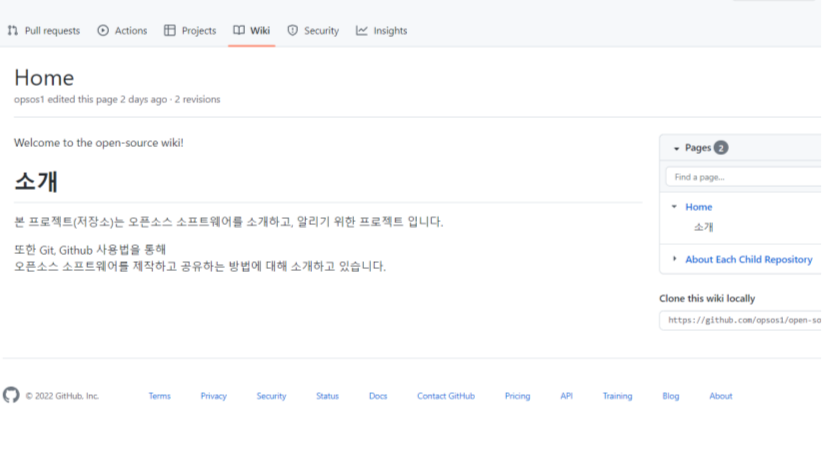 Pull requests
Actions
Projects
Wiki
Security
Insights
Home
opsos1 edited this page 2 days ago · 2 revisions
Welcome to the open-source wiki!
소개
본 프로젝트(저장소)는 오픈소스 소프트웨어를 소개하고, 알리기 위한 프로젝트 입니다.
또한 Git, Github 사용법을 통해
오픈소스 소프트웨어를 제작하고 공유하는 방법에 대해 소개하고 있습니다.
Pages 2
Find a page...
Home
소개
About Each Child Repository
Clone this wiki locally
https://github.com/opsos1/open-so
© 2022 GitHub, Inc.
Terms
Privacy
Security
Status
Docs
Contact GitHub
Pricing
API
Training
Blog
About